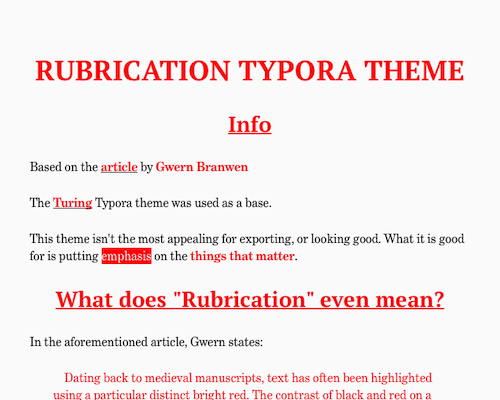 RUBRICATION TYPORA THEME
Info
Based on the article by Gwern Branwen
The Turing Typora theme was used as a base.
This theme isn't the most appealing for exporting, or looking good. What it is good
for is putting emphasis on the things that matter.
What does "Rubrication" even mean?
In the aforementioned article, Gwern states:
Dating back to medieval manuscripts, text has often been highlighted
using a particular distinct bright red. The contrast of black and red on a